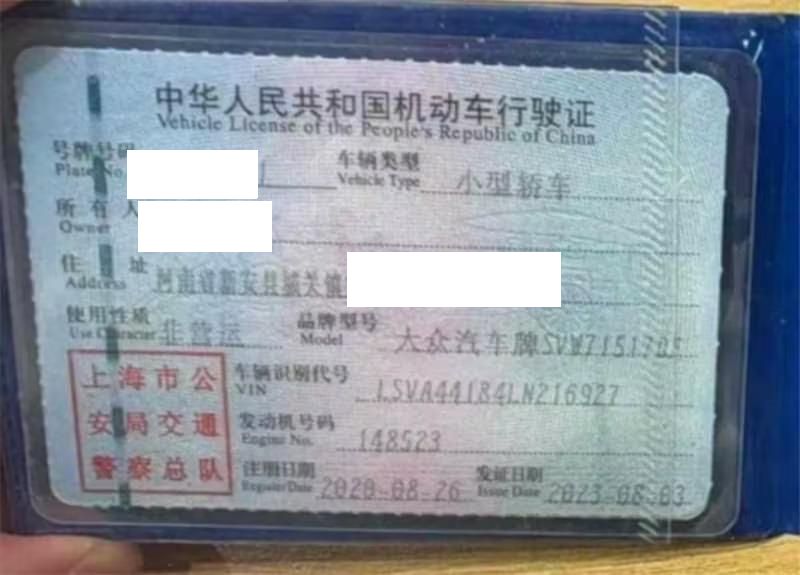 中华人民共和国机动车行驶证
Vehicle License of the People's Republic of China
号牌号码 Plate No.
车辆类型 Vehicle Type 小型轿车
所有人 Owner
住址 Address 河南省新安县城关镇
使用性质 Use Character 非营运
品牌型号 Model 大众汽车牌SVW71517DS
上海市公
安局交通
警察总队
车辆识别代号 VIN LSVA44184LN216927
发动机号码 Engine No. 148523
注册日期 Register Date 2020-08-26
发证日期 Issue Date 2023-08-03